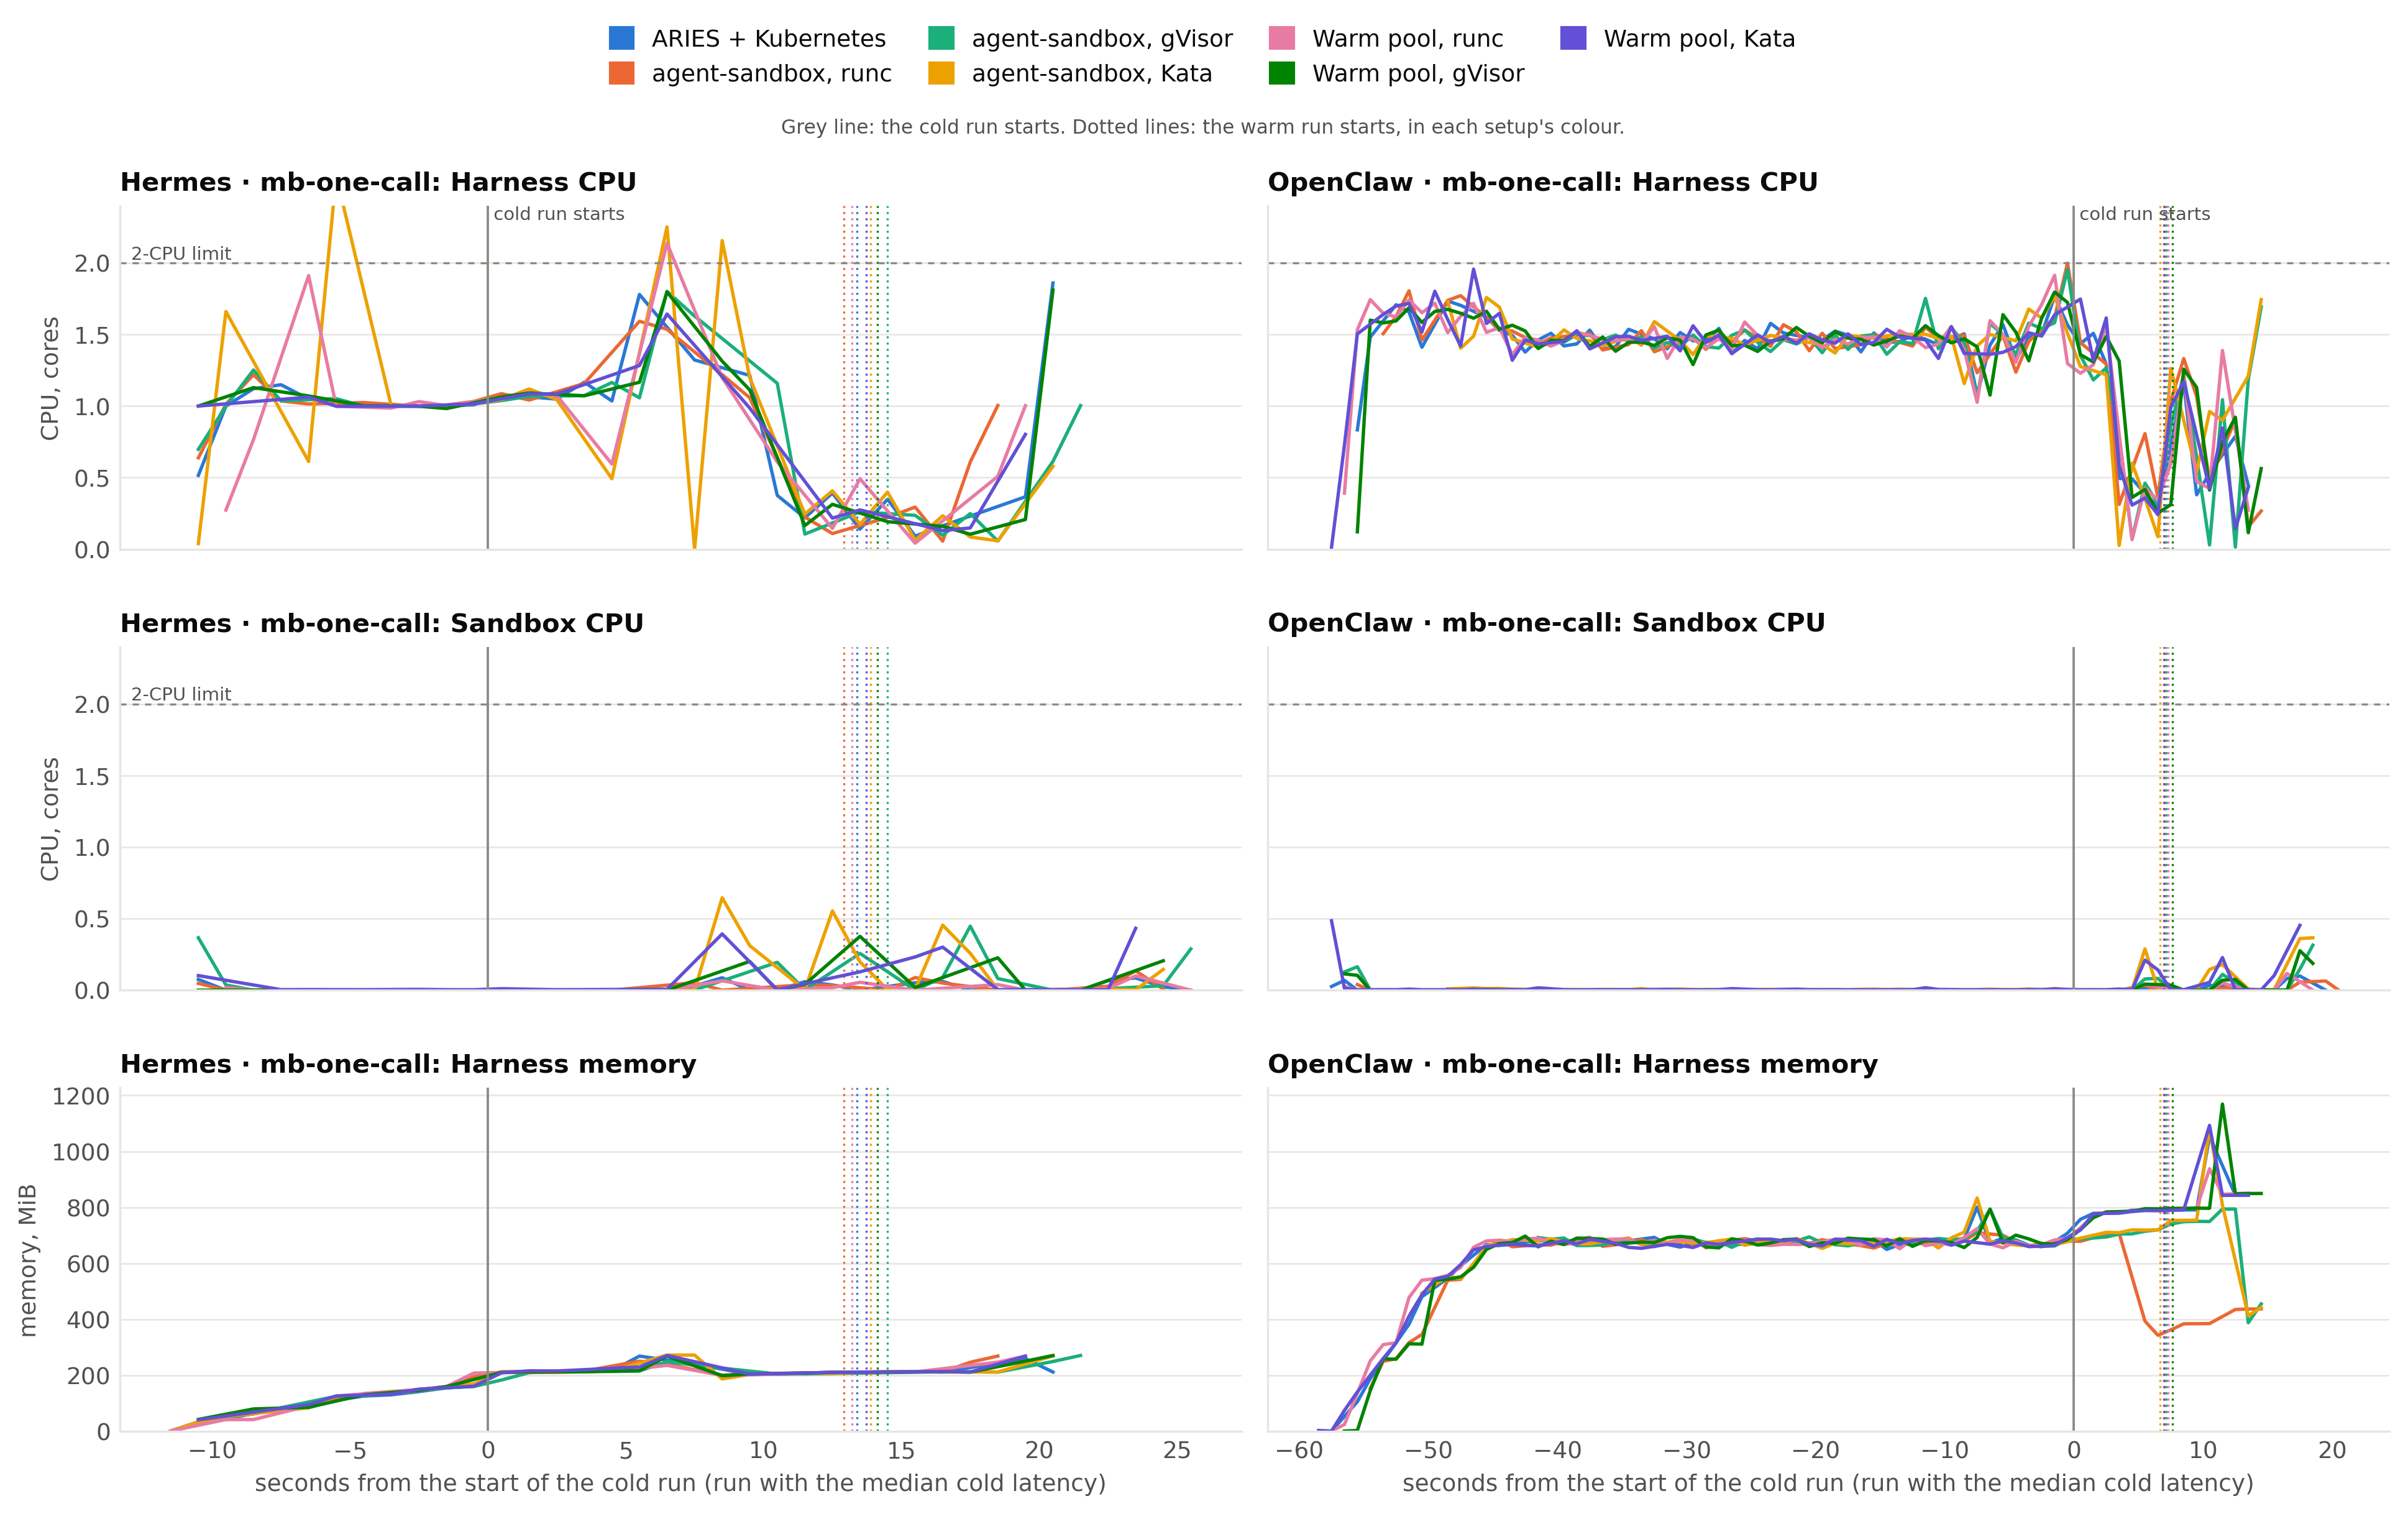 ARIES + Kubernetes
agent-sandbox, runc
agent-sandbox, gVisor
agent-sandbox, Kata
Warm pool, runc
Warm pool, gVisor
Warm pool, Kata
Grey line: the cold run starts. Dotted lines: the warm run starts, in each setup's colour.
Hermes · mb-one-call: Harness CPU
cold run starts
2-CPU limit
2.0
1.5
1.0
0.5
0.0
CPU, cores
OpenClaw · mb-one-call: Harness CPU
cold run starts
Hermes · mb-one-call: Sandbox CPU
2-CPU limit
2.0
1.5
1.0
0.5
0.0
CPU, cores
OpenClaw · mb-one-call: Sandbox CPU
Hermes · mb-one-call: Harness memory
1200
1000
800
600
400
200
0
memory, MiB
−10 −5 0 5 10 15 20 25
seconds from the start of the cold run (run with the median cold latency)
OpenClaw · mb-one-call: Harness memory
−60 −50 −40 −30 −20 −10 0 10 20
seconds from the start of the cold run (run with the median cold latency)